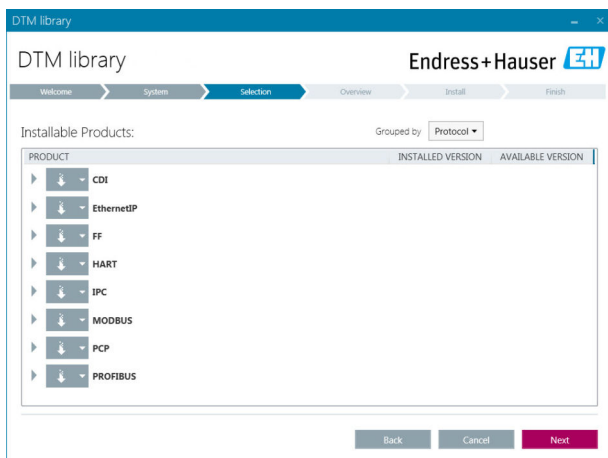 DTM library
DTM library
Endress+Hauser EH
Welcome System Selection Overview Install Finish
Installable Products:
Grouped by Protocol
PRODUCT INSTALLED VERSION AVAILABLE VERSION
CDI
EthernetIP
FF
HART
IPC
MODBUS
PCP
PROFIBUS
Back Cancel Next